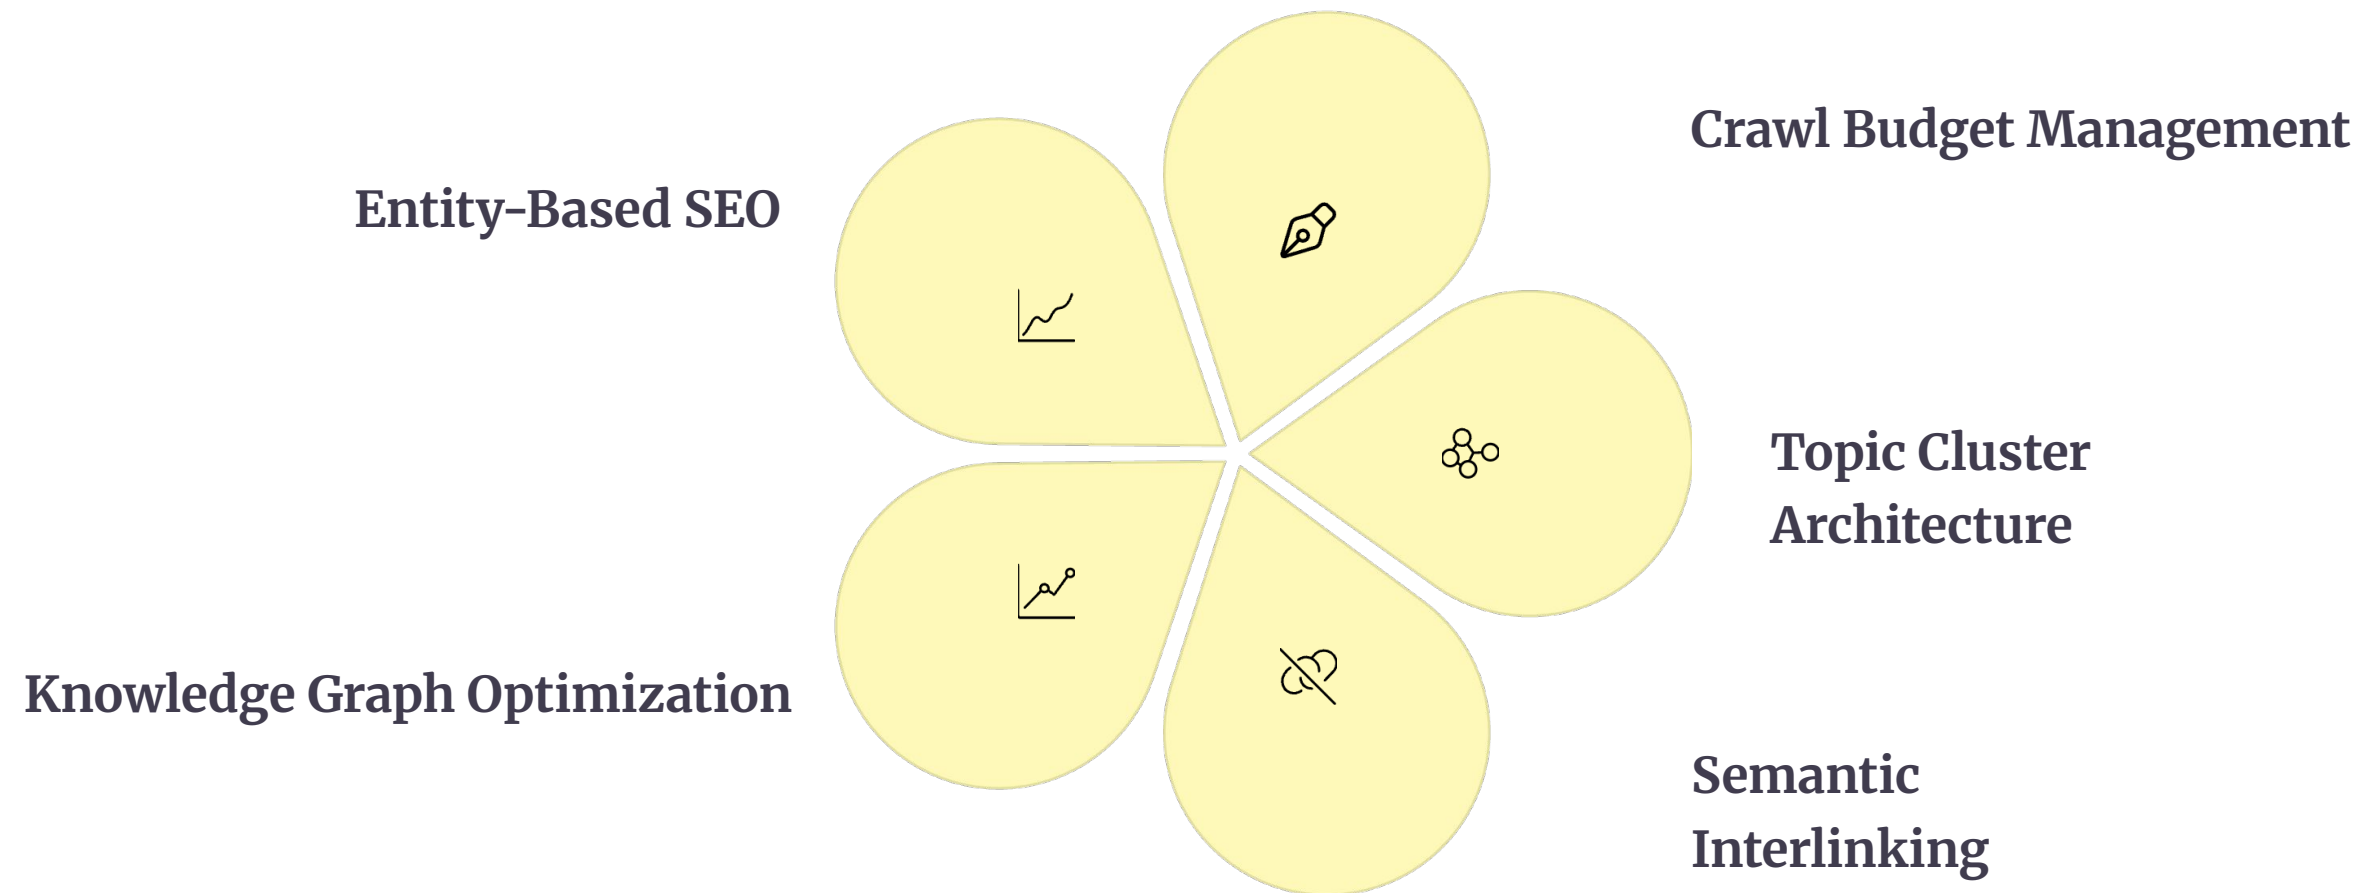 Crawl Budget Management
Entity-Based SEO
Topic Cluster
Architecture
Knowledge Graph Optimization
Semantic
Interlinking